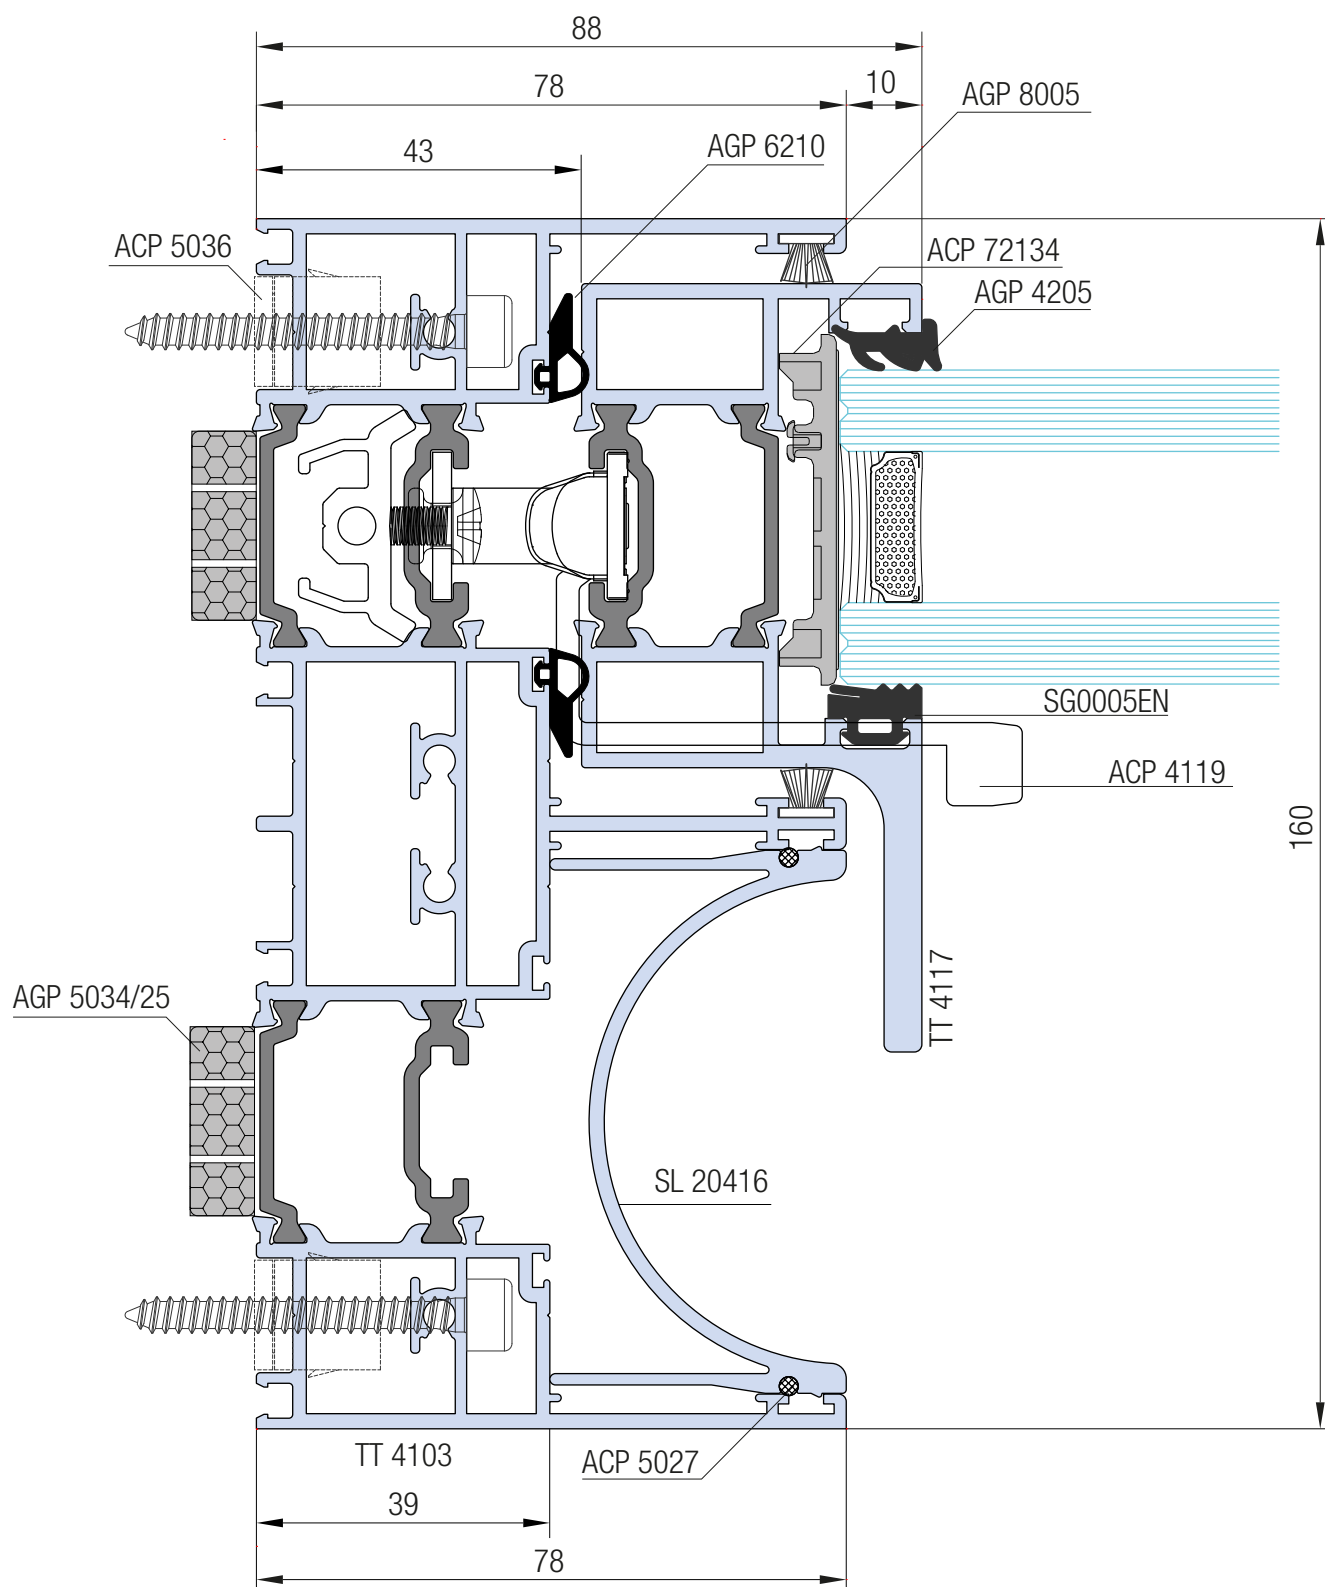 88
78
10
AGP 8005
43
AGP 6210
ACP 5036
ACP 72134
AGP 4205
SG0005EN
ACP 4119
160
TT 4117
AGP 5034/25
SL 20416
TT 4103
ACP 5027
39
78